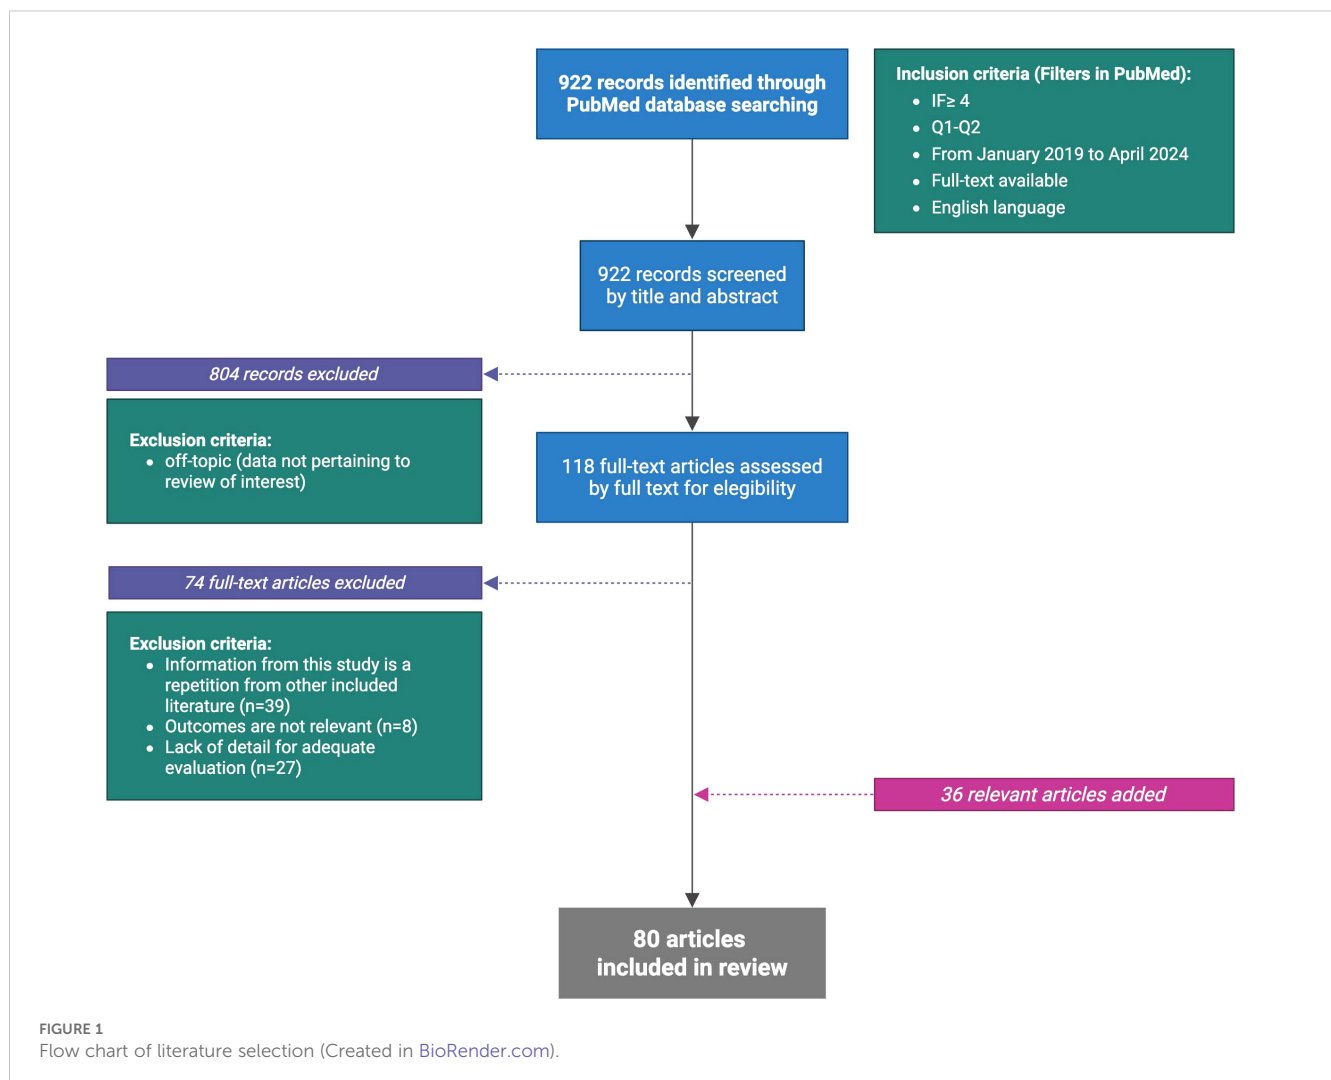 922 records identified through
PubMed database searching
Inclusion criteria (Filters in PubMed):
• IF≥ 4
• Q1-Q2
• From January 2019 to April 2024
• Full-text available
• English language
922 records screened
by title and abstract
804 records excluded
Exclusion criteria:
• off-topic (data not pertaining to
review of interest)
118 full-text articles assessed
by full text for elegibility
74 full-text articles excluded
Exclusion criteria:
• Information from this study is a
repetition from other included
literature (n=39)
• Outcomes are not relevant (n=8)
• Lack of detail for adequate
evaluation (n=27)
36 relevant articles added
80 articles
included in review
FIGURE 1
Flow chart of literature selection (Created in BioRender.com).